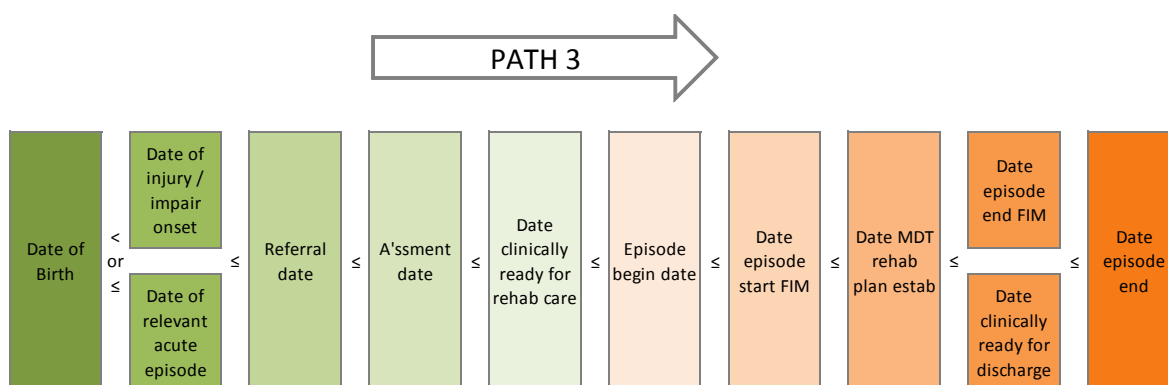 PATH 3
Date of
Birth
<
or
≤
Date of
injury /
impair
onset
Date of
relevant
acute
episode
≤
Referral
date
≤
A'ssment
date
≤
Date
clinically
ready for
rehab care
≤
Episode
begin date
≤
Date
episode
start FIM
≤
Date MDT
rehab
plan estab
≤
Date
episode
end FIM
Date
clinically
ready for
discharge
≤
Date
episode
end